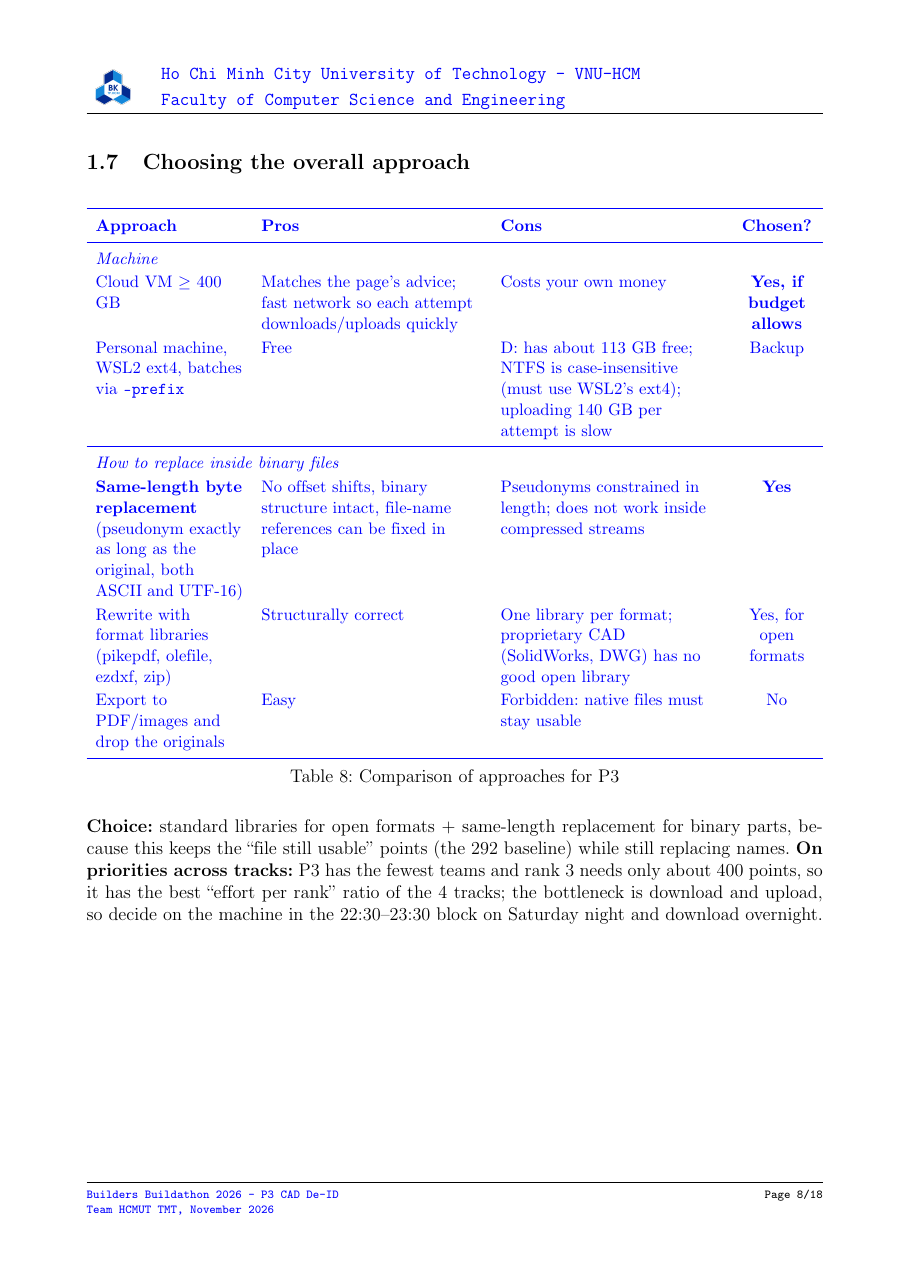 BK
Ho Chi Minh City University of Technology - VNU-HCM
Faculty of Computer Science and Engineering
1.7 Choosing the overall approach
Approach Pros Cons Chosen?
Machine
Cloud VM ≥ 400 Matches the page's advice; Costs your own money Yes, if
GB fast network so each attempt budget
downloads/uploads quickly allows
Personal machine, Free D: has about 113 GB free; Backup
WSL2 ext4, batches NTFS is case-insensitive
via -prefix (must use WSL2's ext4);
uploading 140 GB per
attempt is slow
How to replace inside binary files
Same-length byte No offset shifts, binary Pseudonyms constrained in Yes
replacement structure intact, file-name length; does not work inside
(pseudonym exactly references can be fixed in compressed streams
as long as the place
original, both
ASCII and UTF-16)
Rewrite with Structurally correct One library per format; Yes, for
format libraries proprietary CAD open
(pikepdf, olefile, (SolidWorks, DWG) has no formats
ezdxf, zip) good open library
Export to Easy Forbidden: native files must No
PDF/images and stay usable
drop the originals
Table 8: Comparison of approaches for P3
Choice: standard libraries for open formats + same-length replacement for binary parts, be-
cause this keeps the “file still usable” points (the 292 baseline) while still replacing names. On
priorities across tracks: P3 has the fewest teams and rank 3 needs only about 400 points, so
it has the best “effort per rank” ratio of the 4 tracks; the bottleneck is download and upload,
so decide on the machine in the 22:30–23:30 block on Saturday night and download overnight.
Builders Buildathon 2026 - P3 CAD De-ID Page 8/18
Team HCMUT TMT, November 2026